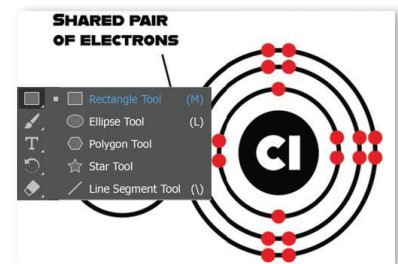 SHARED PAIR
OF ELECTRONS
Rectangle Tool (M)
Ellipse Tool (L)
Polygon Tool
Star Tool
Line Segment Tool (\)
T
Cl